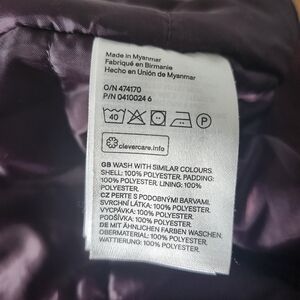 Made in Myanmar
Fabriqué en Birmanie
Hecho en Unión de Myanmar
O/N 474170
P/N 0410024 6
40
P
clevercare.info
GB WASH WITH SIMILAR COLOURS.
SHELL: 100% POLYESTER. PADDING:
100% POLYESTER. LINING: 100%
POLYESTER.
CZ PERTE S PODOBNÝMI BARVAMI.
SVRCHNÍ LÁTKA: 100% POLYESTER.
VYCPÁVKA: 100% POLYESTER.
PODŠÍVKA: 100% POLYESTER.
DE MIT ÄHNLICHEN FARBEN WASCHEN.
OBERMATERIAL: 100% POLYESTER.
WATTIERUNG: 100% POLYESTER.